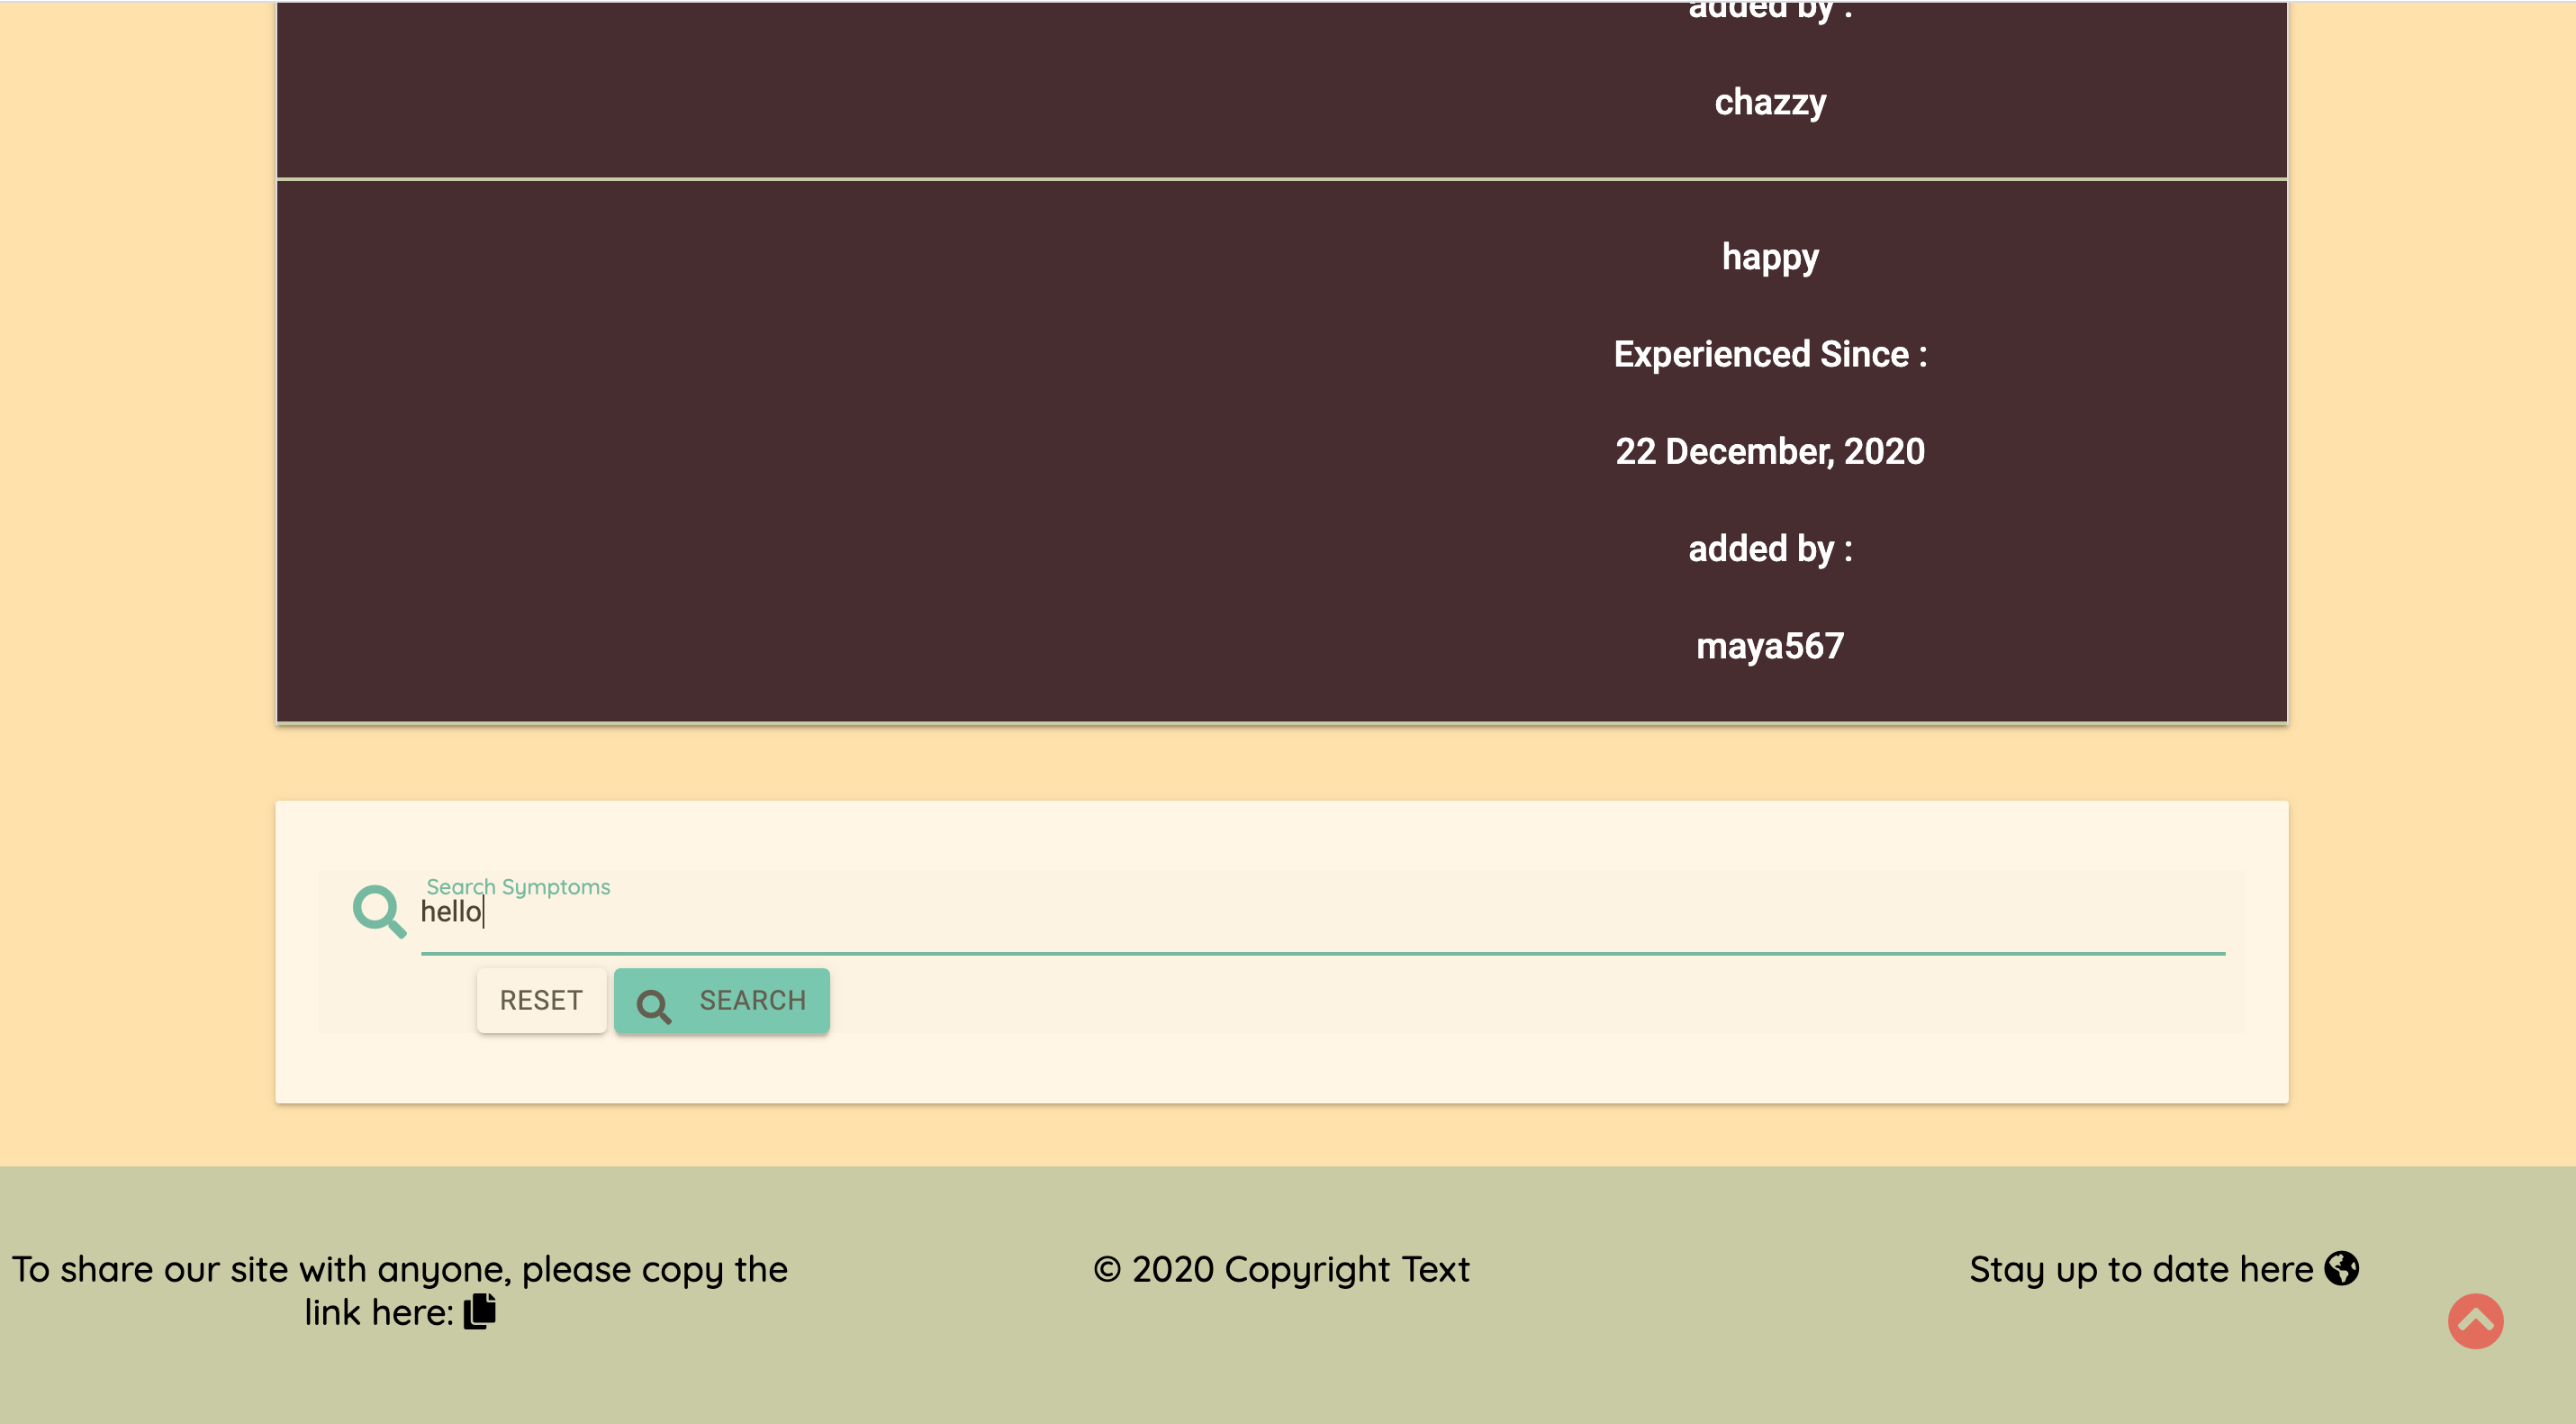 added by :
chazzy
happy
Experienced Since :
22 December, 2020
added by :
maya567
Search Symptoms
hello
RESET
SEARCH
To share our site with anyone, please copy the
link here:
© 2020 Copyright Text
Stay up to date here